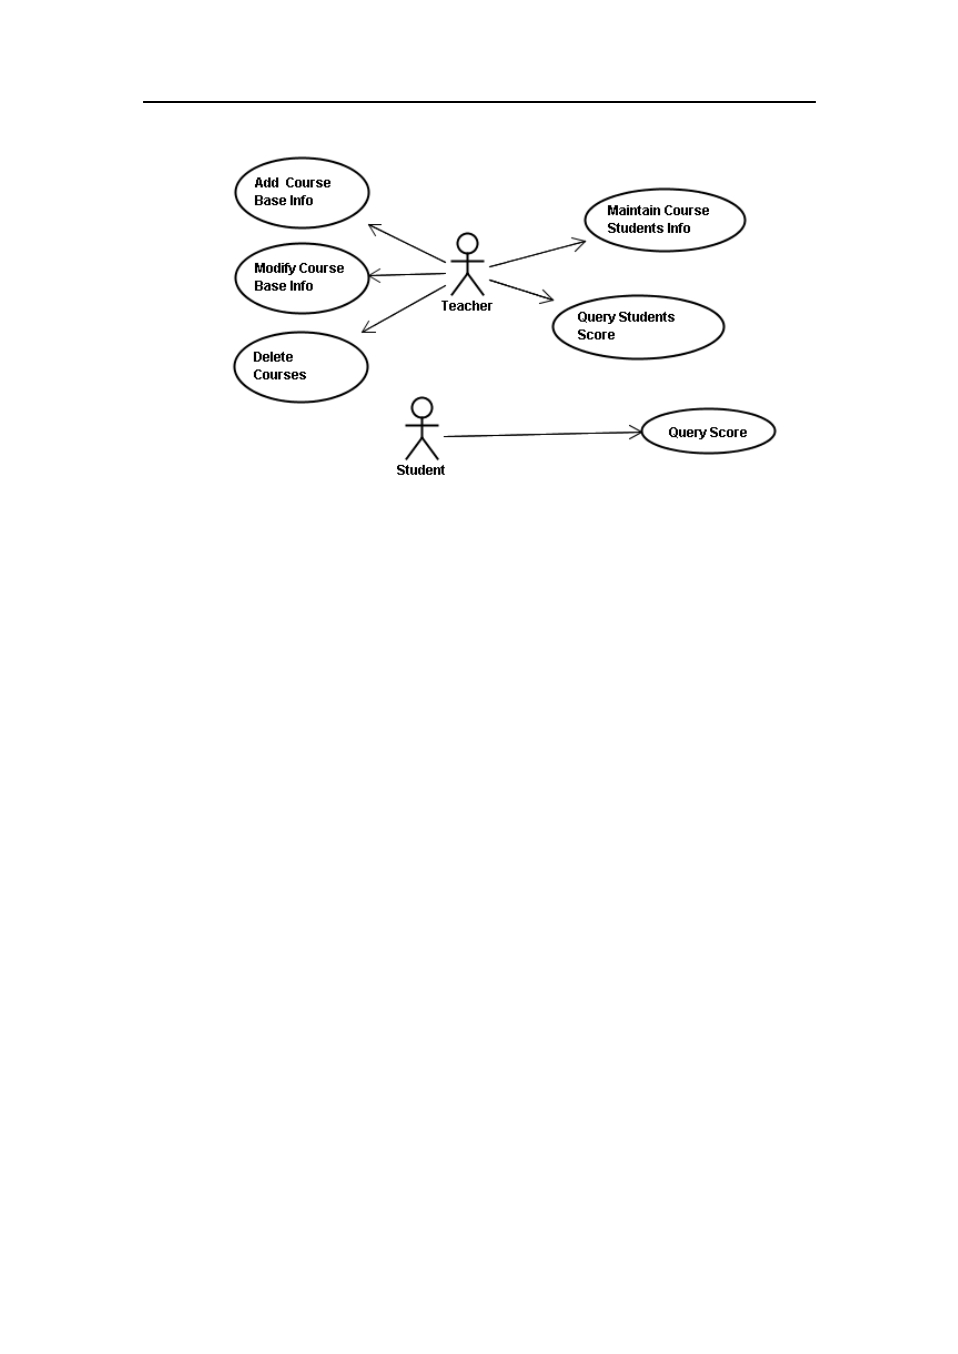 Add  Course
Base Info
Maintain Course
Students Info
Modify Course
Base Info
Teacher
Query Students
Score
Delete
Courses
Query Score
Student